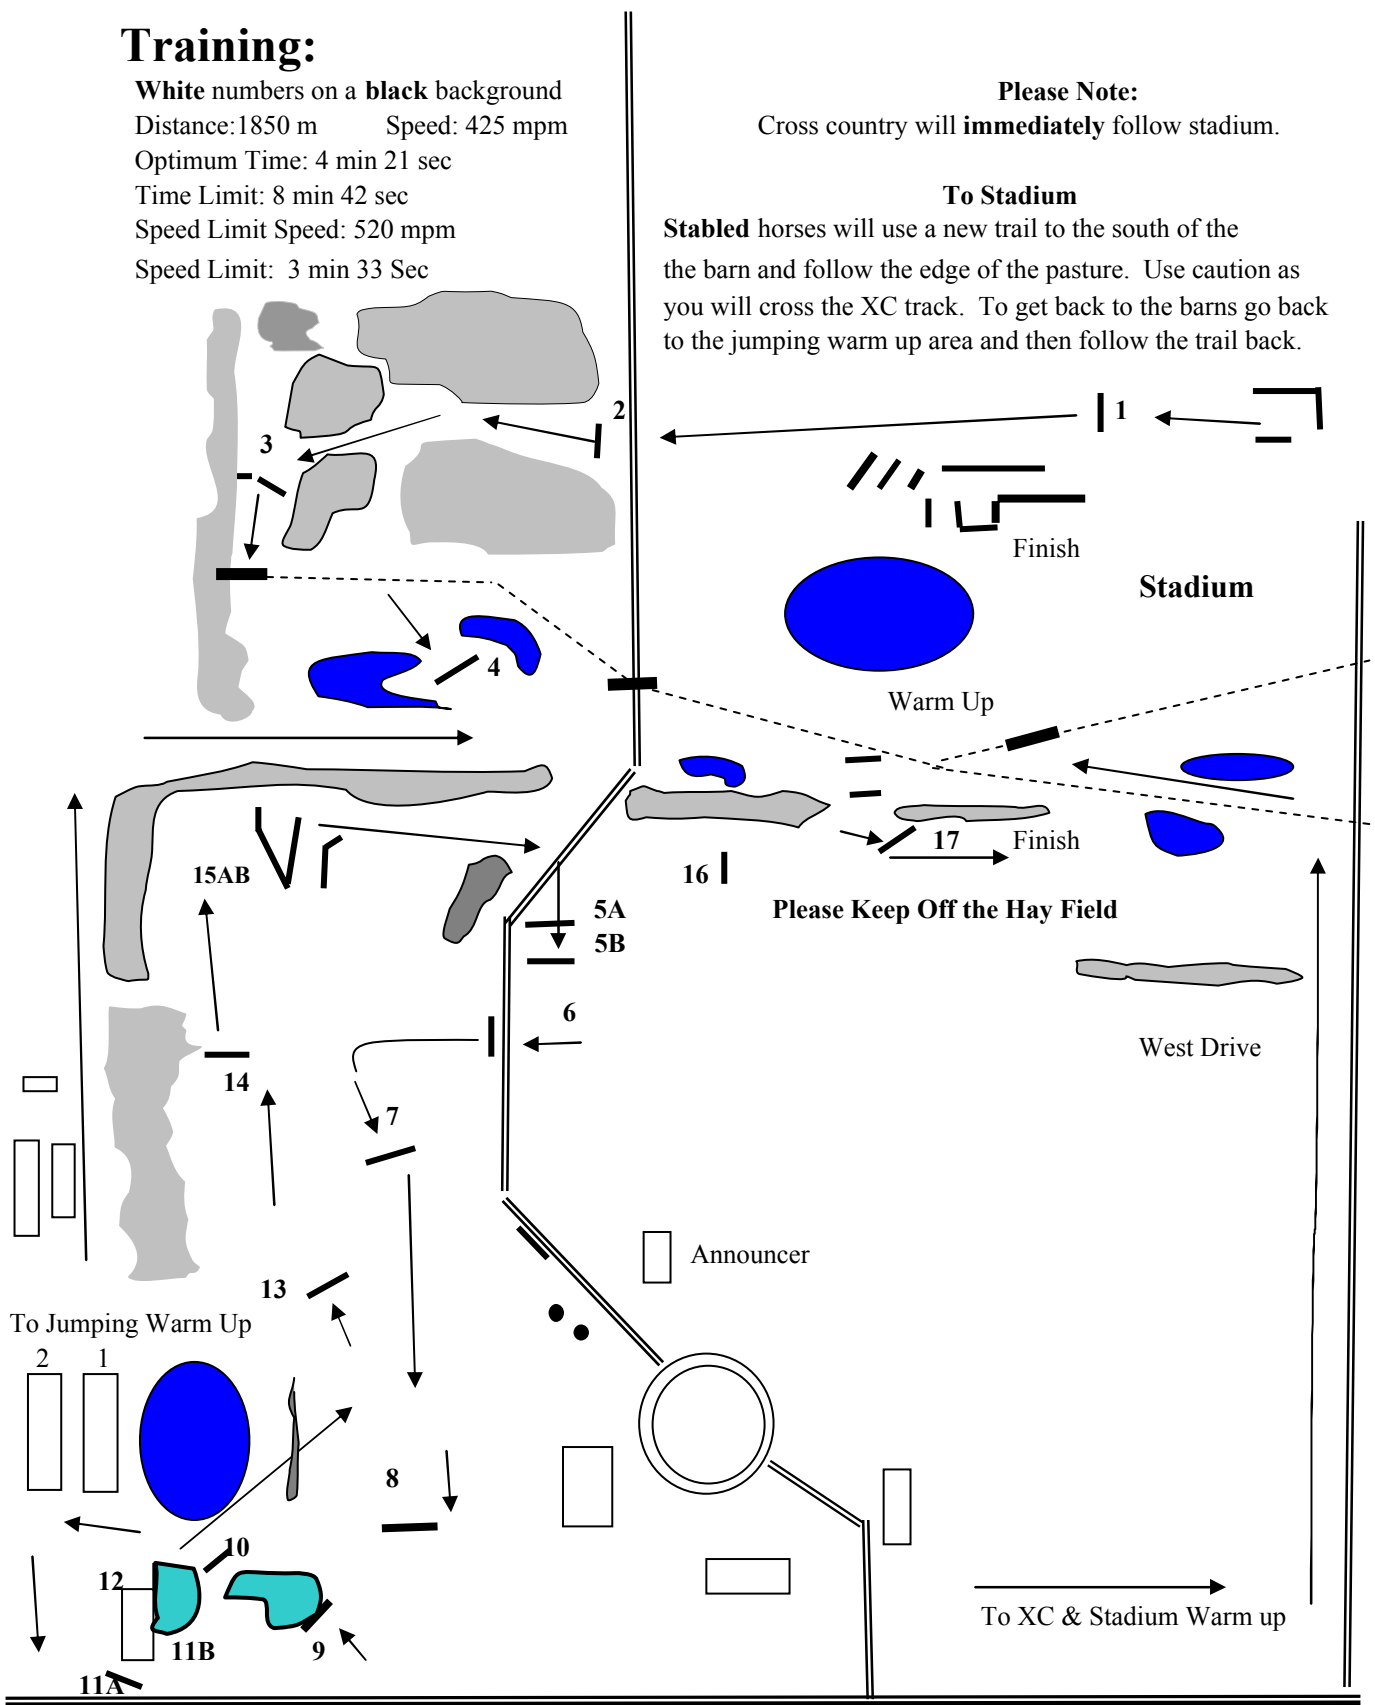 Training:
White numbers on a black background
Distance:1850 m Speed: 425 mpm
Optimum Time: 4 min 21 sec
Time Limit: 8 min 42 sec
Speed Limit Speed: 520 mpm
Speed Limit: 3 min 33 Sec
Please Note:
Cross country will immediately follow stadium.
To Stadium
Stabled horses will use a new trail to the south of the
the barn and follow the edge of the pasture. Use caution as
you will cross the XC track. To get back to the barns go back
to the jumping warm up area and then follow the trail back.
2
1
3
Finish
Stadium
4
Warm Up
17
Finish
15AB
16
5A
Please Keep Off the Hay Field
5B
6
West Drive
14
7
Announcer
13
To Jumping Warm Up
2
1
8
10
12
To XC & Stadium Warm up
11B
9
11A